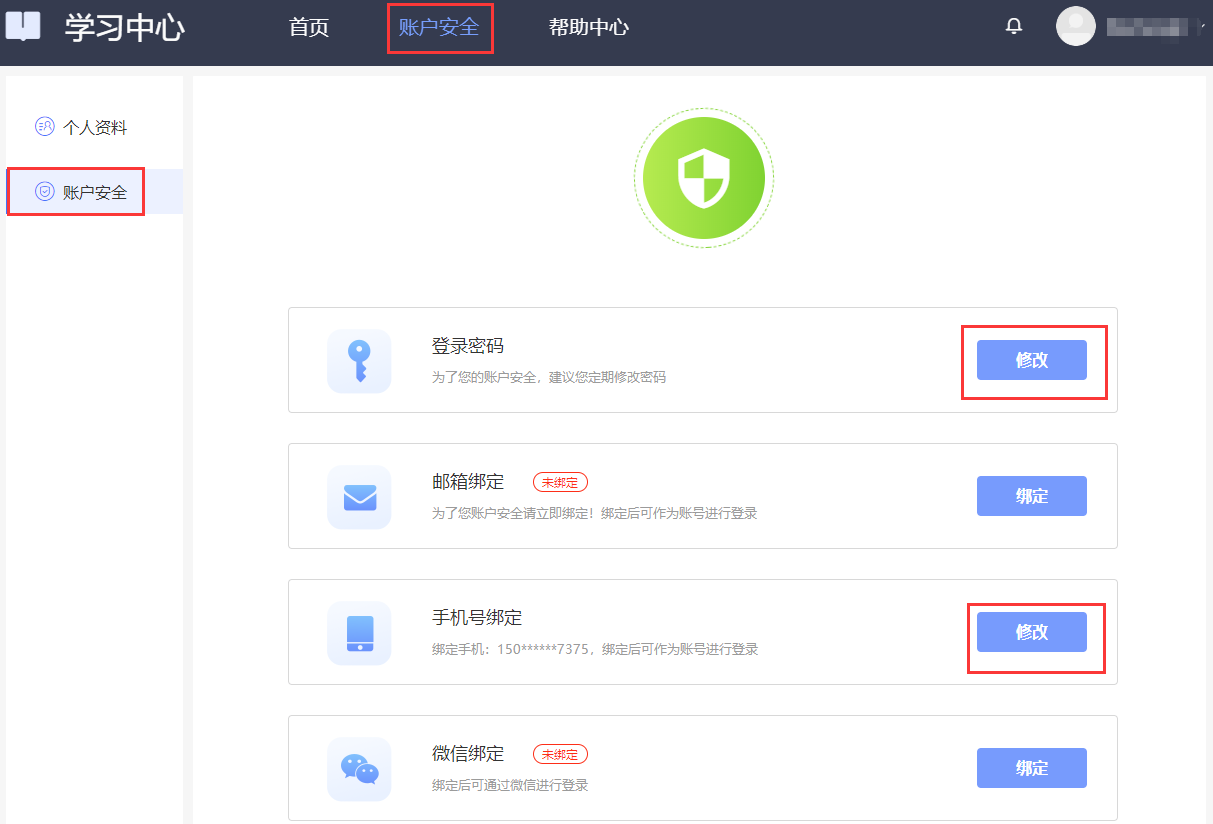 学习中心
首页
账户安全
帮助中心
个人资料
账户安全
登录密码
为了您的账户安全，建议您定期修改密码
修改
邮箱绑定
未绑定
为了您账户安全请立即绑定！绑定后可作为账号进行登录
绑定
手机号绑定
绑定手机：150******7375，绑定后可作为账号进行登录
修改
微信绑定
未绑定
绑定后可通过微信进行登录
绑定